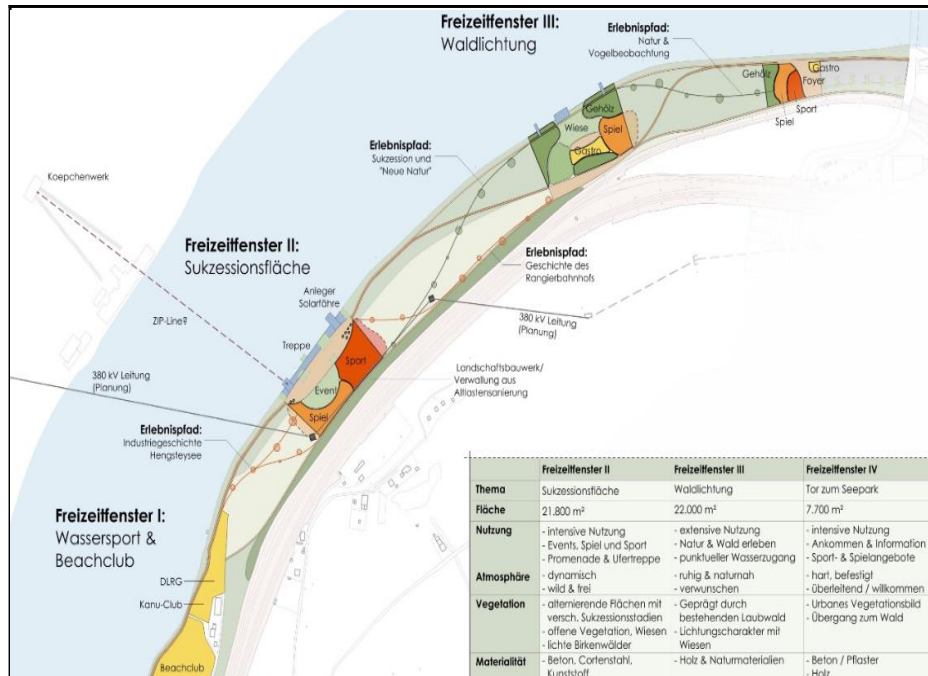 Freizeitfenster III:
Waldlichtung
Erlebnispfad:
Natur &
Vogelbeobachtung
Gehölz
Gastro
Foyer
Sport
Spiel
Gehölz
Wiese
Spiel
Gastro
Erlebnispfad:
Sukzession und
"Neue Natur"
Koepchenwerk
Freizeitfenster II:
Sukzessionsfläche
Erlebnispfad:
Geschichte des
Rangierbahnhofs
Anleger
Solarfähre
ZIP-Line?
380 kV Leitung
(Planung)
Treppe
Sport
Landschaftsbauwerk/
Verwallung aus
Altlastensanierung
380 kV Leitung
(Planung)
Event
Spiel
Erlebnispfad:
Industriegeschichte
Hengsteysee
Freizeitfenster I:
Wassersport &
Beachclub
DLRG
Kanu-Club
Beachclub
Freizeitfenster II Freizeitfenster III Freizeitfenster IV
Thema Sukzessionsfläche Waldlichtung Tor zum Seepark
Fläche 21.800 m² 22.000 m² 7.700 m²
Nutzung - intensive Nutzung - extensive Nutzung - intensive Nutzung
- Events, Spiel und Sport - Natur & Wald erleben - Ankommen & Information
- Promenade & Ufertreppe - punktueller Wasserzugang - Sport- & Spielangebote
Atmosphäre - dynamisch - ruhig & naturnah - hart, befestigt
- wild & frei - verwunschen - überleitend / willkommen
Vegetation - alternierende Flächen mit - Geprägt durch - Urbanes Vegetationsbild
versch. Sukzessionsstadien bestehenden Laubwald - Übergang zum Wald
- offene Vegetation, Wiesen - Lichtungscharakter mit
- lichte Birkenwälder Wiesen
Materialität - Beton, Cortenstahl, - Holz & Naturmaterialien - Beton / Pflaster
Kunststoff - Holz